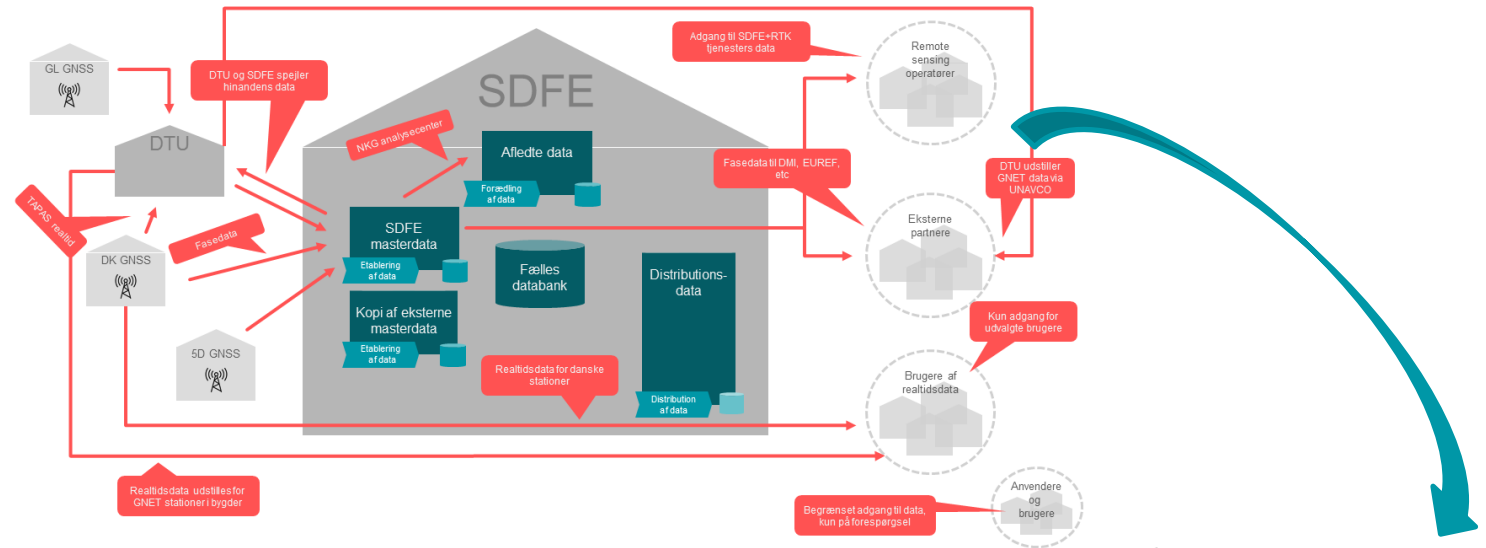 GL GNSS
DTU og SDFE spejler
hinandens data
DTU
TAPAS realtid
Fasedata
DK GNSS
5D GNSS
SDFE
NKG analysecenter
Afledte data
Forædling
af data
SDFE
masterdata
Etablering
af data
Fælles
databank
Kopi af eksterne
masterdata
Etablering
af data
Distributions-
data
Distribution
af data
Realtidsdata for danske
stationer
Realtidsdata udstilles for
GNET stationer i bygder
Adgang til SDFE+RTK
tjenesters data
Remote
sensing
operatører
Fasedata til DMI, EUREF,
etc
DTU udstiller
GNET data via
UNAVCO
Eksterne
partnere
Kun adgang for
udvalgte brugere
Brugere af
realtidsdata
Begrænset adgang til data,
kun på forespørgsel
Anvendere
og
brugere